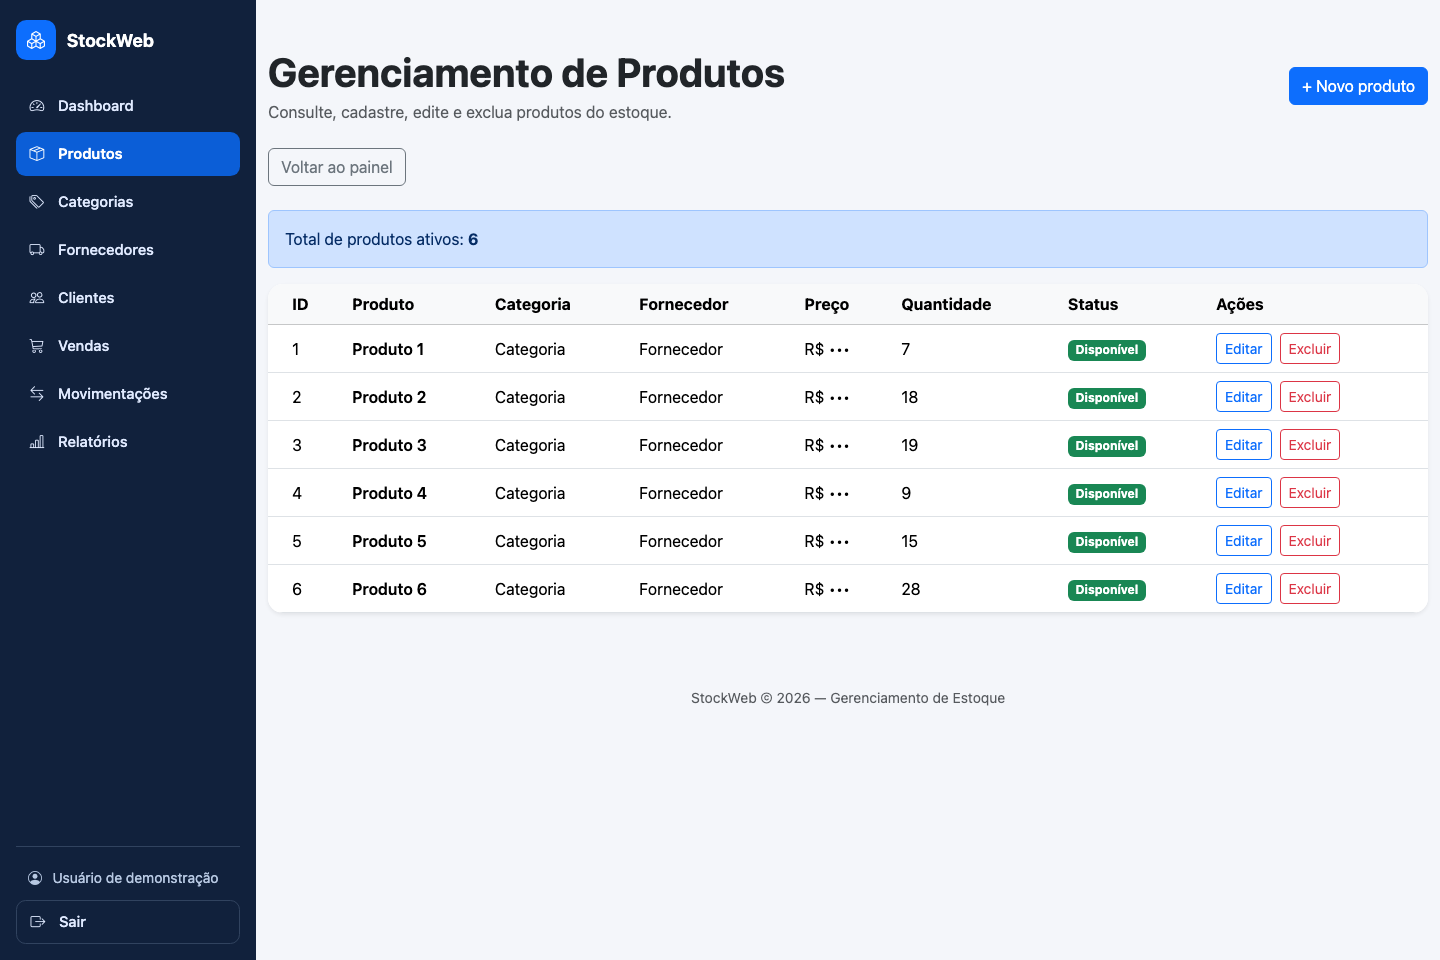 StockWeb
Dashboard
Produtos
Categorias
Fornecedores
Clientes
Vendas
Movimentações
Relatórios
Usuário de demonstração
Sair
Gerenciamento de Produtos
Consulte, cadastre, edite e exclua produtos do estoque.
+ Novo produto
Voltar ao painel
Total de produtos ativos: 6
ID Produto Categoria Fornecedor Preço Quantidade Status Ações
1 Produto 1 Categoria Fornecedor R$ ••• 7 Disponível Editar Excluir
2 Produto 2 Categoria Fornecedor R$ ••• 18 Disponível Editar Excluir
3 Produto 3 Categoria Fornecedor R$ ••• 19 Disponível Editar Excluir
4 Produto 4 Categoria Fornecedor R$ ••• 9 Disponível Editar Excluir
5 Produto 5 Categoria Fornecedor R$ ••• 15 Disponível Editar Excluir
6 Produto 6 Categoria Fornecedor R$ ••• 28 Disponível Editar Excluir
StockWeb © 2026 — Gerenciamento de Estoque